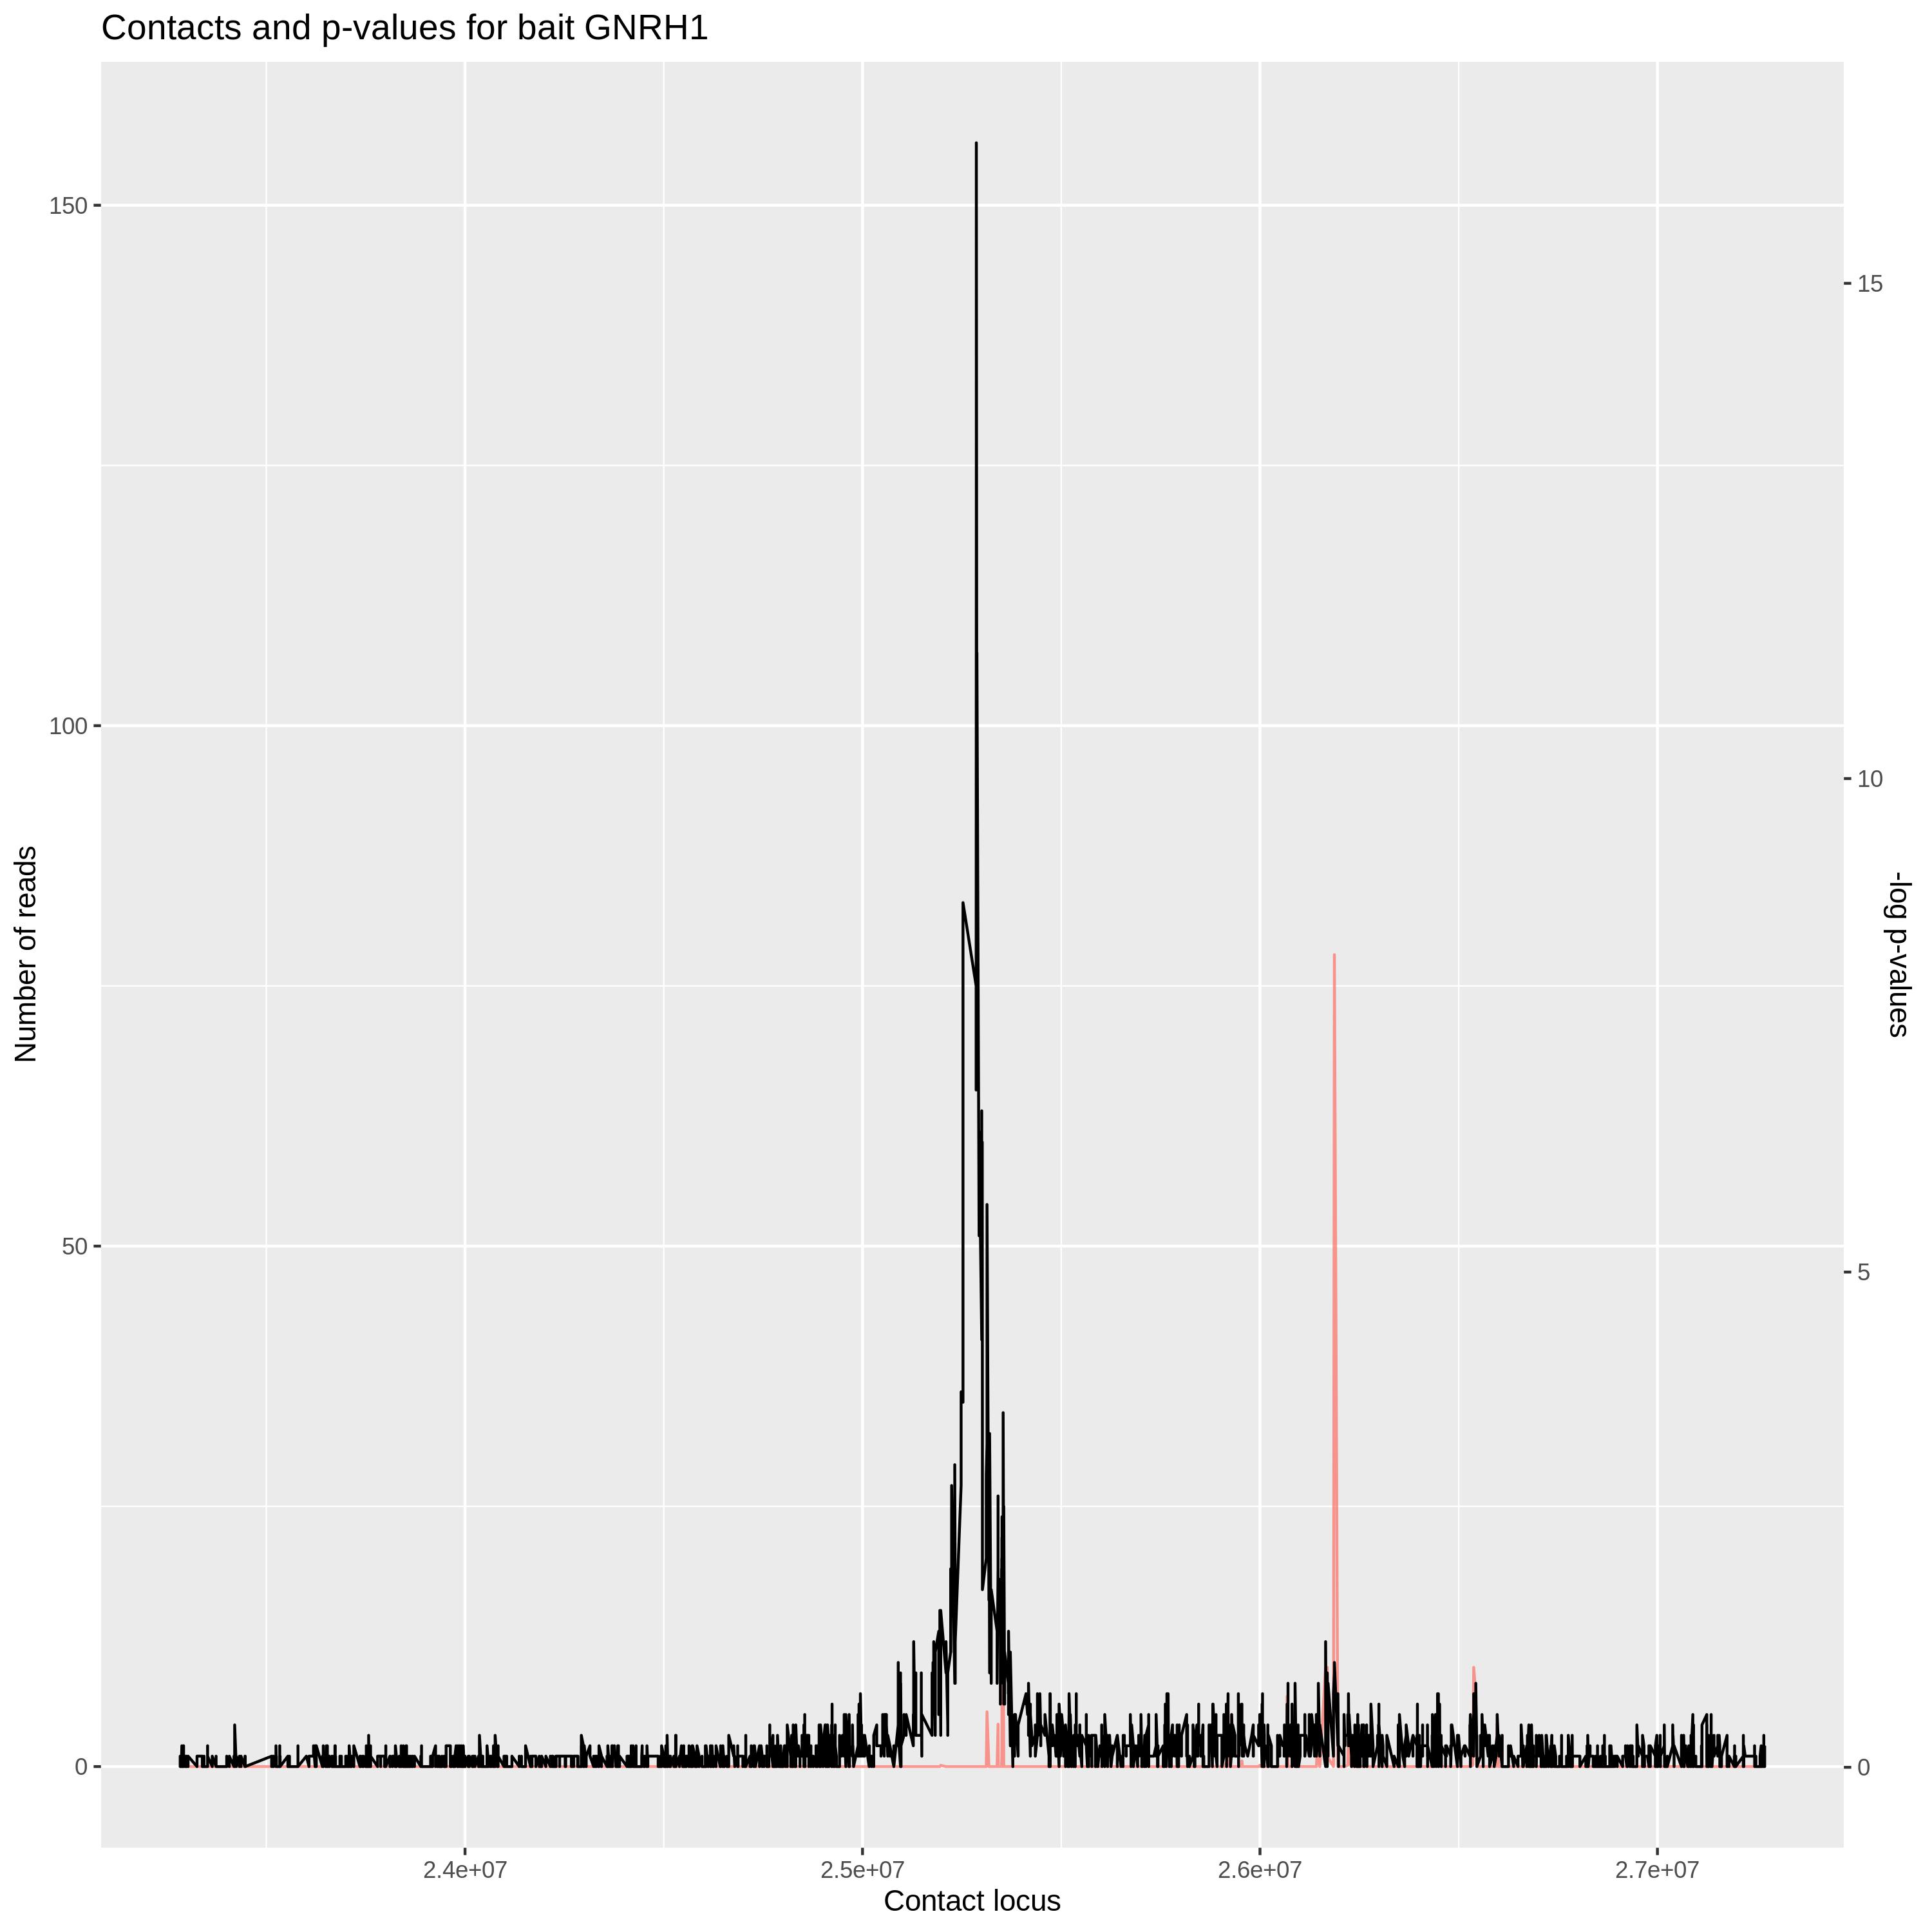 Contacts and p-values for bait GNRH1
150
100
50
0
Number of reads
15
10
5
0
-log p-values
2.4e+07
2.5e+07
2.6e+07
2.7e+07
Contact locus